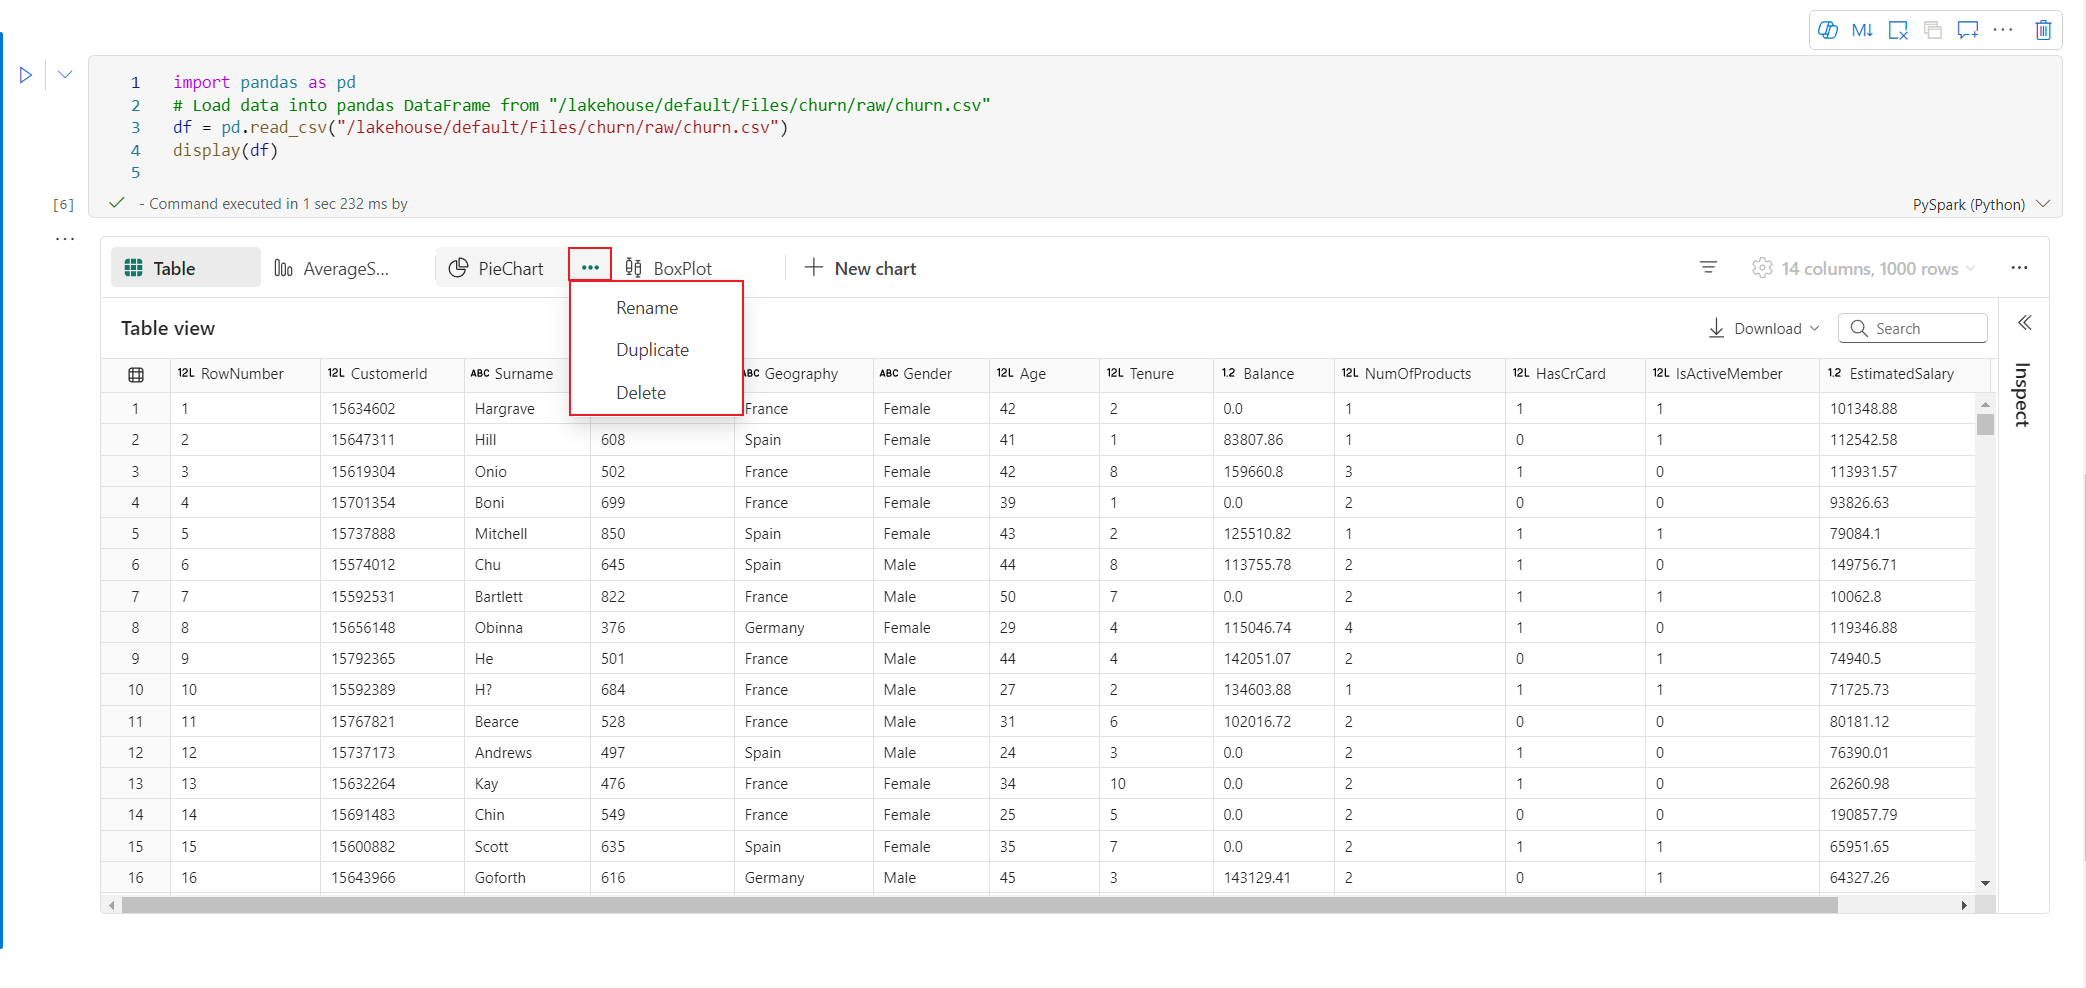 M↓
1 import pandas as pd
2 # Load data into pandas DataFrame from "/lakehouse/default/Files/churn/raw/churn.csv"
3 df = pd.read_csv("/lakehouse/default/Files/churn/raw/churn.csv")
4 display(df)
5
[6] - Command executed in 1 sec 232 ms by PySpark (Python)
Table AverageS... PieChart BoxPlot New chart 14 columns, 1000 rows
Rename
Duplicate
Delete
Table view Download Search
Inspect
12L RowNumber 12L CustomerId ABC Surname ABC Geography ABC Gender 12L Age 12L Tenure 1.2 Balance 12L NumOfProducts 12L HasCrCard 12L IsActiveMember 1.2 EstimatedSalary
1 1 15634602 Hargrave France Female 42 2 0.0 1 1 1 101348.88
2 2 15647311 Hill 608 Spain Female 41 1 83807.86 1 0 1 112542.58
3 3 15619304 Onio 502 France Female 42 8 159660.8 3 1 0 113931.57
4 4 15701354 Boni 699 France Female 39 1 0.0 2 0 0 93826.63
5 5 15737888 Mitchell 850 Spain Female 43 2 125510.82 1 1 1 79084.1
6 6 15574012 Chu 645 Spain Male 44 8 113755.78 2 1 0 149756.71
7 7 15592531 Bartlett 822 France Male 50 7 0.0 2 1 1 10062.8
8 8 15656148 Obinna 376 Germany Female 29 4 115046.74 4 1 0 119346.88
9 9 15792365 He 501 France Male 44 4 142051.07 2 0 1 74940.5
10 10 15592389 H? 684 France Male 27 2 134603.88 1 1 1 71725.73
11 11 15767821 Bearce 528 France Male 31 6 102016.72 2 0 0 80181.12
12 12 15737173 Andrews 497 Spain Male 24 3 0.0 2 1 0 76390.01
13 13 15632264 Kay 476 France Female 34 10 0.0 2 1 0 26260.98
14 14 15691483 Chin 549 France Female 25 5 0.0 2 0 0 190857.79
15 15 15600882 Scott 635 Spain Female 35 7 0.0 2 1 1 65951.65
16 16 15643966 Goforth 616 Germany Male 45 3 143129.41 2 0 1 64327.26